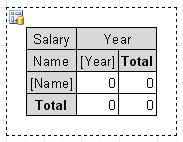 Salary Year
Name [Year] Total
[Name] 0 0
Total 0 0